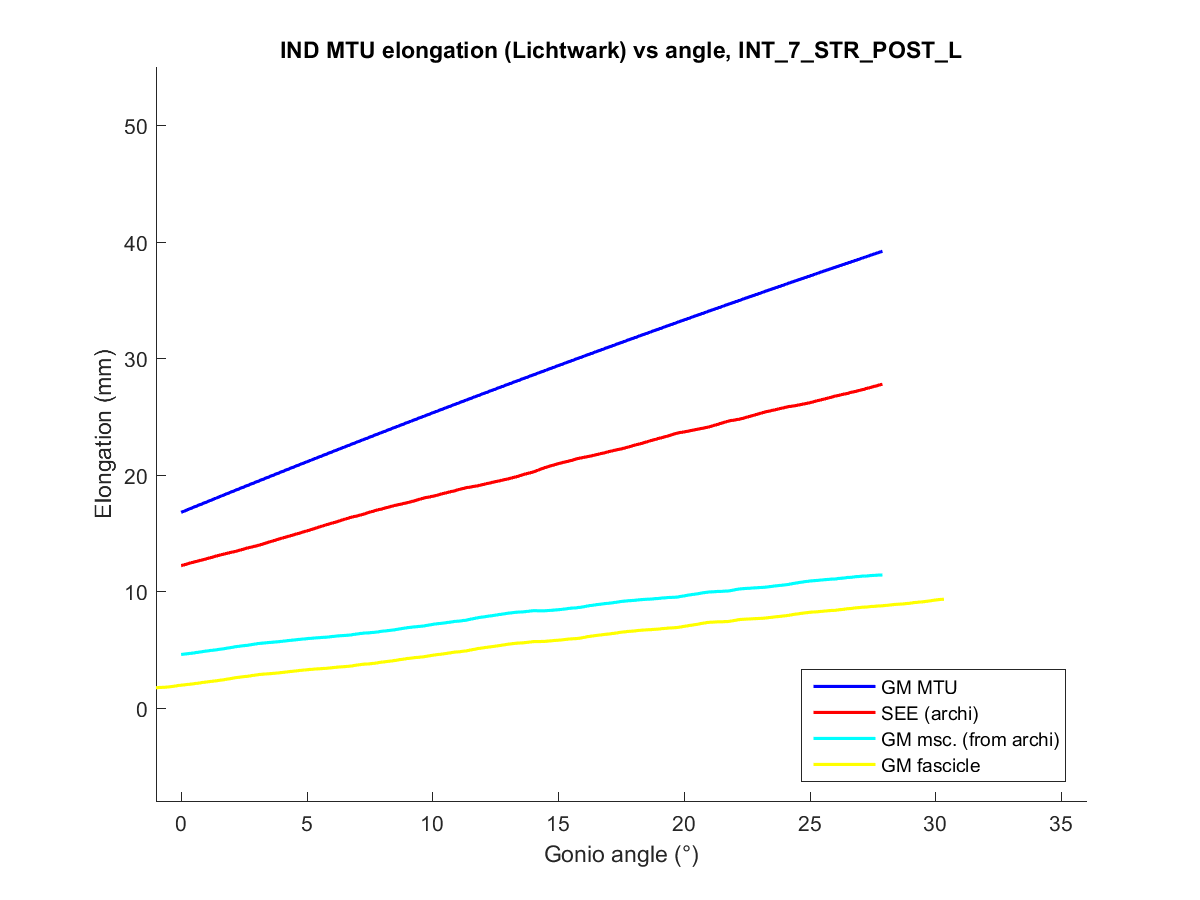 IND MTU elongation (Lichtwark) vs angle, INT_7_STR_POST_L
50
40
30
20
10
0
Elongation (mm)
0 5 10 15 20 25 30 35
Gonio angle (°)
GM MTU
SEE (archi)
GM msc. (from archi)
GM fascicle